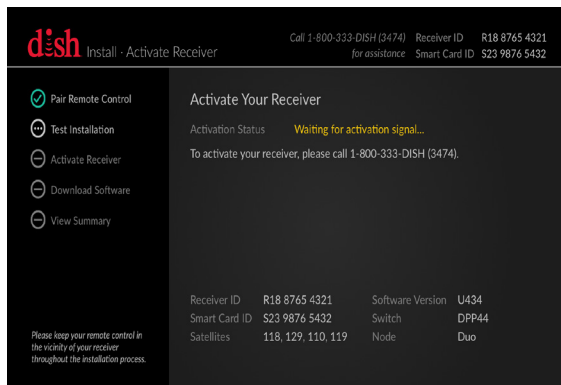 dish Install · Activate Receiver
Call 1-800-333-DISH (3474)
for assistance
Receiver ID R18 8765 4321
Smart Card ID S23 9876 5432
Pair Remote Control
Test Installation
Activate Receiver
Download Software
View Summary
Please keep your remote control in
the vicinity of your receiver
throughout the installation process.
Activate Your Receiver
Activation Status Waiting for activation signal...
To activate your receiver, please call 1-800-333-DISH (3474).
Receiver ID R18 8765 4321
Smart Card ID S23 9876 5432
Satellites 118, 129, 110, 119
Software Version U434
Switch DPP44
Node Duo